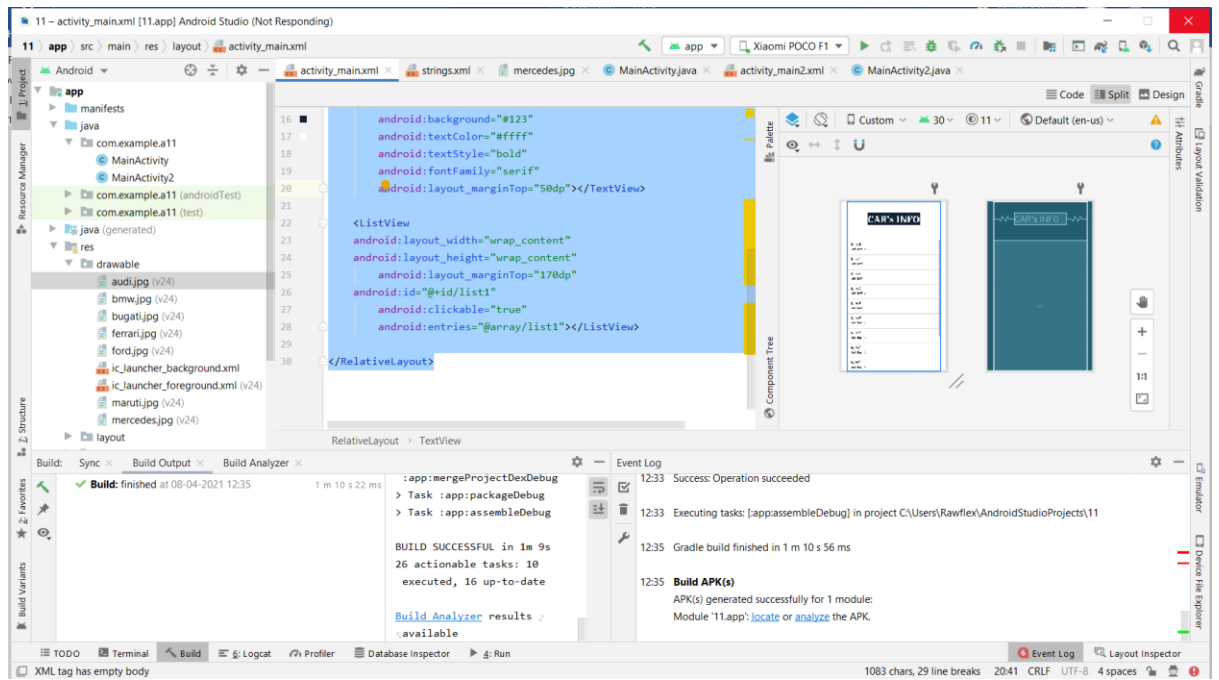 11 – activity_main.xml [11.app] Android Studio (Not Responding)
11 app src main res layout activity_main.xml
app
Xiaomi POCO F1
Android
activity_main.xml
strings.xml
mercedes.jpg
MainActivity.java
activity_main2.xml
MainActivity2.java
1: Project
Resource Manager
Z: Structure
2: Favorites
Build Variants
app
manifests
java
com.example.a11
MainActivity
MainActivity2
com.example.a11 (androidTest)
com.example.a11 (test)
java (generated)
res
drawable
audi.jpg (v24)
bmw.jpg (v24)
bugati.jpg (v24)
ferrari.jpg (v24)
ford.jpg (v24)
ic_launcher_background.xml
ic_launcher_foreground.xml (v24)
maruti.jpg (v24)
mercedes.jpg (v24)
layout
Code Split Design
16 android:background="#123"
17 android:textColor="#ffff"
18 android:textStyle="bold"
19 android:fontFamily="serif"
20 android:layout_marginTop="50dp"></TextView>
21
22 <ListView
23 android:layout_width="wrap_content"
24 android:layout_height="wrap_content"
25 android:layout_marginTop="170dp"
26 android:id="@+id/list1"
27 android:clickable="true"
28 android:entries="@array/list1"></ListView>
29
30 </RelativeLayout>
RelativeLayout TextView
Palette
Component Tree
Custom 30 11 Default (en-us)
CAR's INFO
CAR's INFO
1:1
Attributes
Gradle
Layout Validation
Emulator
Device File Explorer
Build: Sync Build Output Build Analyzer
Build: finished at 08-04-2021 12:35 1 m 10 s 22 ms
:app:mergeProjectDexDebug
> Task :app:packageDebug
> Task :app:assembleDebug
BUILD SUCCESSFUL in 1m 9s
26 actionable tasks: 10
executed, 16 up-to-date
Build Analyzer results
available
Event Log
12:33 Success: Operation succeeded
12:33 Executing tasks: [:app:assembleDebug] in project C:\Users\Rawflex\AndroidStudioProjects\11
12:35 Gradle build finished in 1 m 10 s 56 ms
12:35 Build APK(s)
APK(s) generated successfully for 1 module:
Module '11.app': locate or analyze the APK.
TODO Terminal Build 6: Logcat Profiler Database Inspector 4: Run
6 Event Log Layout Inspector
XML tag has empty body
1083 chars, 29 line breaks 20:41 CRLF UTF-8 4 spaces